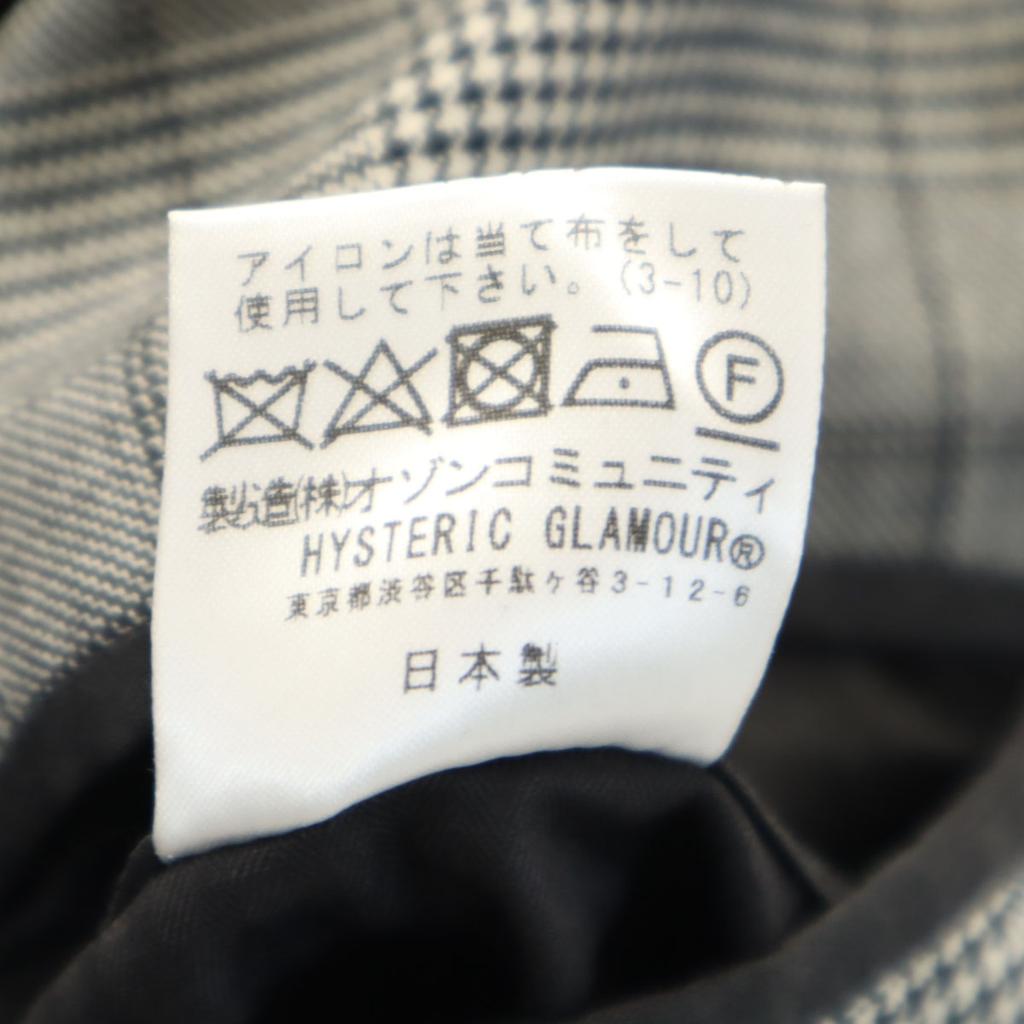 アイロンは当て布をして
使用して下さい。(3-10)
F
製造(株)オゾンコミュニティ
HYSTERIC GLAMOUR®
東京都渋谷区千駄ヶ谷3-12-6
日本製